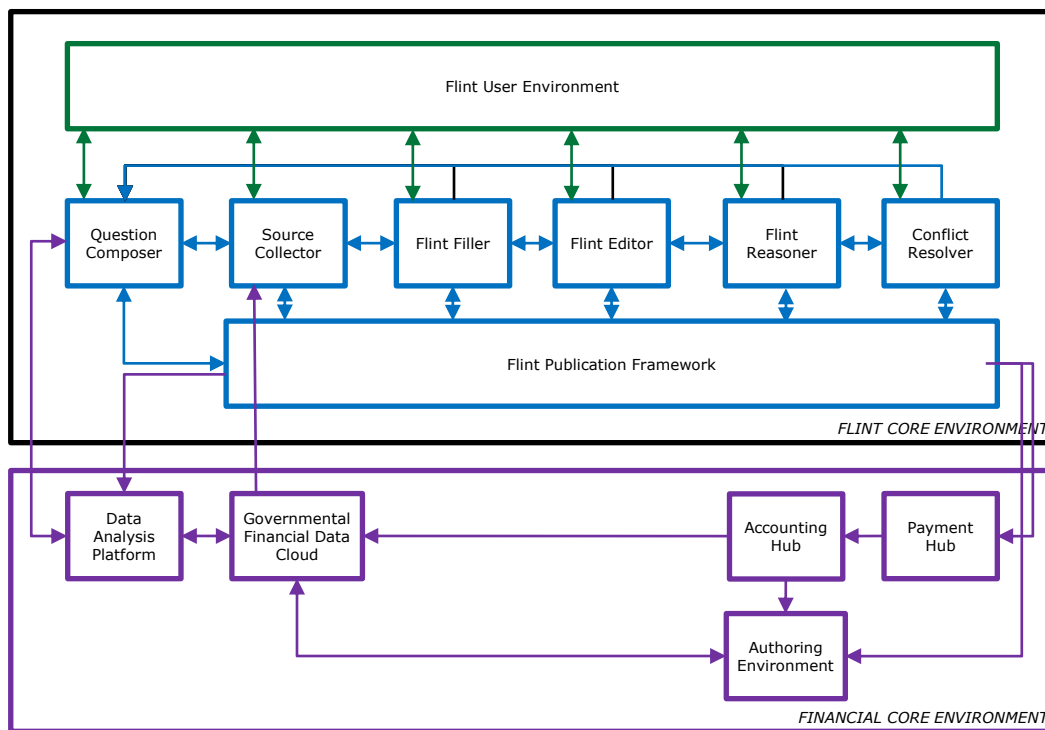 Flint User Environment
Question
Composer
Source
Collector
Flint Filler
Flint Editor
Flint
Reasoner
Conflict
Resolver
Flint Publication Framework
FLINT CORE ENVIRONMENT
Data
Analysis
Platform
Governmental
Financial Data
Cloud
Accounting
Hub
Payment
Hub
Authoring
Environment
FINANCIAL CORE ENVIRONMENT